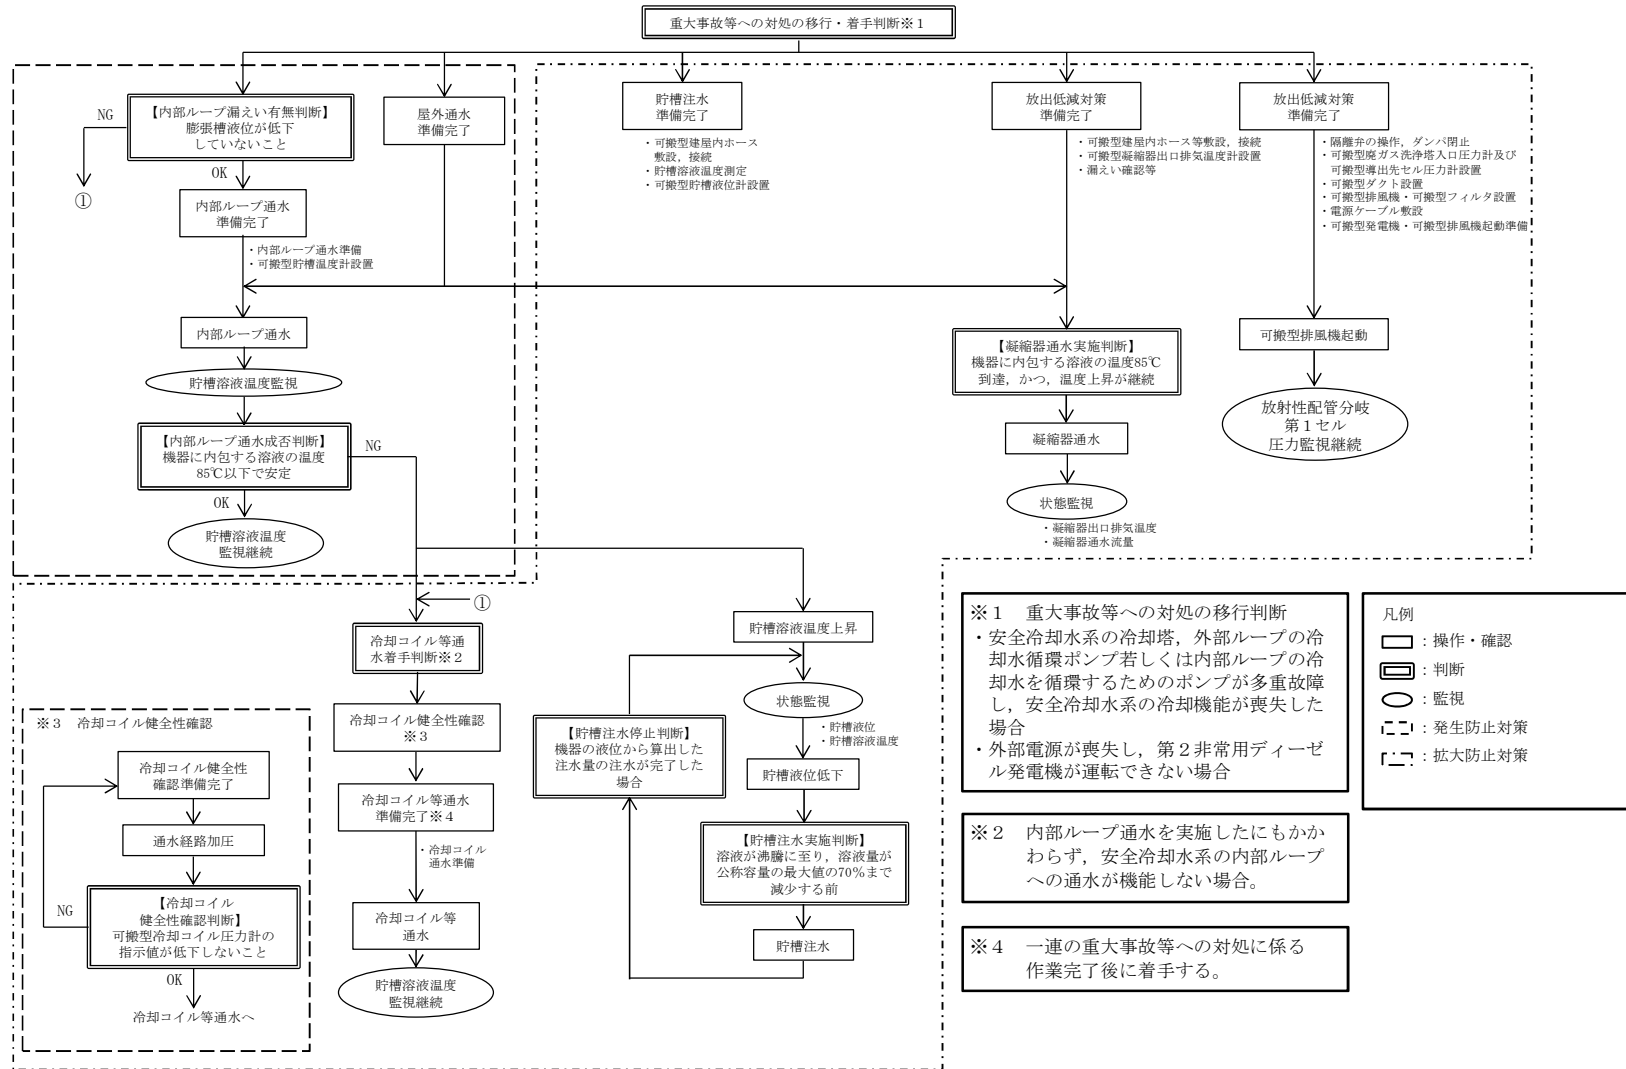 重大事故等への対処の移行・着手判断※１
NG
【内部ループ漏えい有無判断】
膨張槽液位が低下
していないこと
OK
①
内部ループ通水
準備完了
・内部ループ通水準備
・可搬型貯槽温度計設置
屋外通水
準備完了
内部ループ通水
貯槽溶液温度監視
【内部ループ通水成否判断】
機器に内包する溶液の温度
85℃以下で安定
NG
OK
貯槽溶液温度
監視継続
貯槽注水
準備完了
・可搬型建屋内ホース
敷設，接続
・貯槽溶液温度測定
・可搬型貯槽液位計設置
放出低減対策
準備完了
・可搬型建屋内ホース等敷設，接続
・可搬型凝縮器出口排気温度計設置
・漏えい確認等
【凝縮器通水実施判断】
機器に内包する溶液の温度85℃
到達，かつ，温度上昇が継続
凝縮器通水
状態監視
・凝縮器出口排気温度
・凝縮器通水流量
放出低減対策
準備完了
・隔離弁の操作，ダンパ閉止
・可搬型廃ガス洗浄塔入口圧力計及び
可搬型導出先セル圧力計設置
・可搬型ダクト設置
・可搬型排風機・可搬型フィルタ設置
・電源ケーブル敷設
・可搬型発電機・可搬型排風機起動準備
可搬型排風機起動
放射性配管分岐
第１セル
圧力監視継続
①
冷却コイル等通
水着手判断※２
冷却コイル健全性確認
※３
冷却コイル等通水
準備完了※４
・冷却コイル
通水準備
冷却コイル等
通水
貯槽溶液温度
監視継続
※３　冷却コイル健全性確認
冷却コイル健全性
確認準備完了
通水経路加圧
NG
【冷却コイル
健全性確認判断】
可搬型冷却コイル圧力計の
指示値が低下しないこと
OK
冷却コイル等通水へ
貯槽溶液温度上昇
状態監視
・貯槽液位
・貯槽溶液温度
【貯槽注水停止判断】
機器の液位から算出した
注水量の注水が完了した
場合
貯槽液位低下
【貯槽注水実施判断】
溶液が沸騰に至り，溶液量が
公称容量の最大値の70％まで
減少する前
貯槽注水
※１　重大事故等への対処の移行判断
・安全冷却水系の冷却塔，外部ループの冷
却水循環ポンプ若しくは内部ループの冷
却水を循環するためのポンプが多重故障
し，安全冷却水系の冷却機能が喪失した
場合
・外部電源が喪失し，第２非常用ディーゼ
ル発電機が運転できない場合
※２　内部ループ通水を実施したにもかか
わらず，安全冷却水系の内部ループ
への通水が機能しない場合。
※４　一連の重大事故等への対処に係る
作業完了後に着手する。
凡例
：操作・確認
：判断
：監視
：発生防止対策
：拡大防止対策